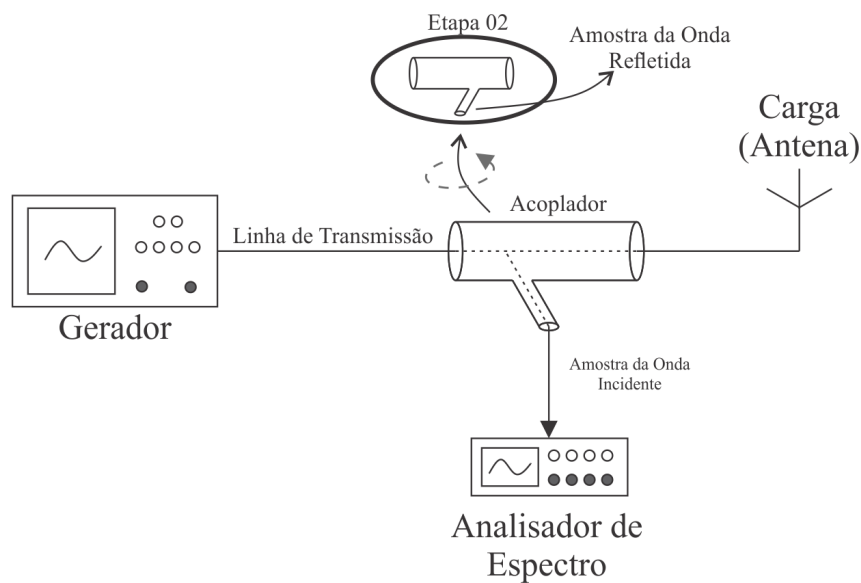 Etapa 02
Amostra da Onda
Refletida
Carga
(Antena)
Acoplador
Linha de Transmissão
Gerador
Amostra da Onda
Incidente
Analisador de
Espectro